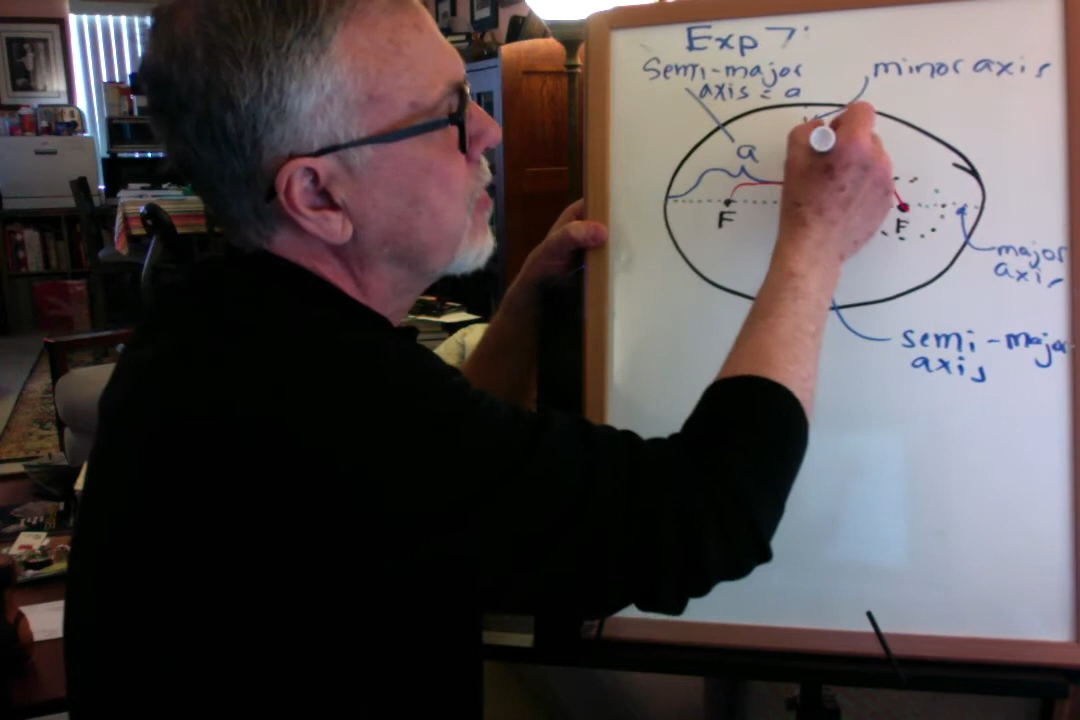 Exp 7:
Semi-major
axis = a
minor axis
a
F
F
major
axis
semi-major
axis